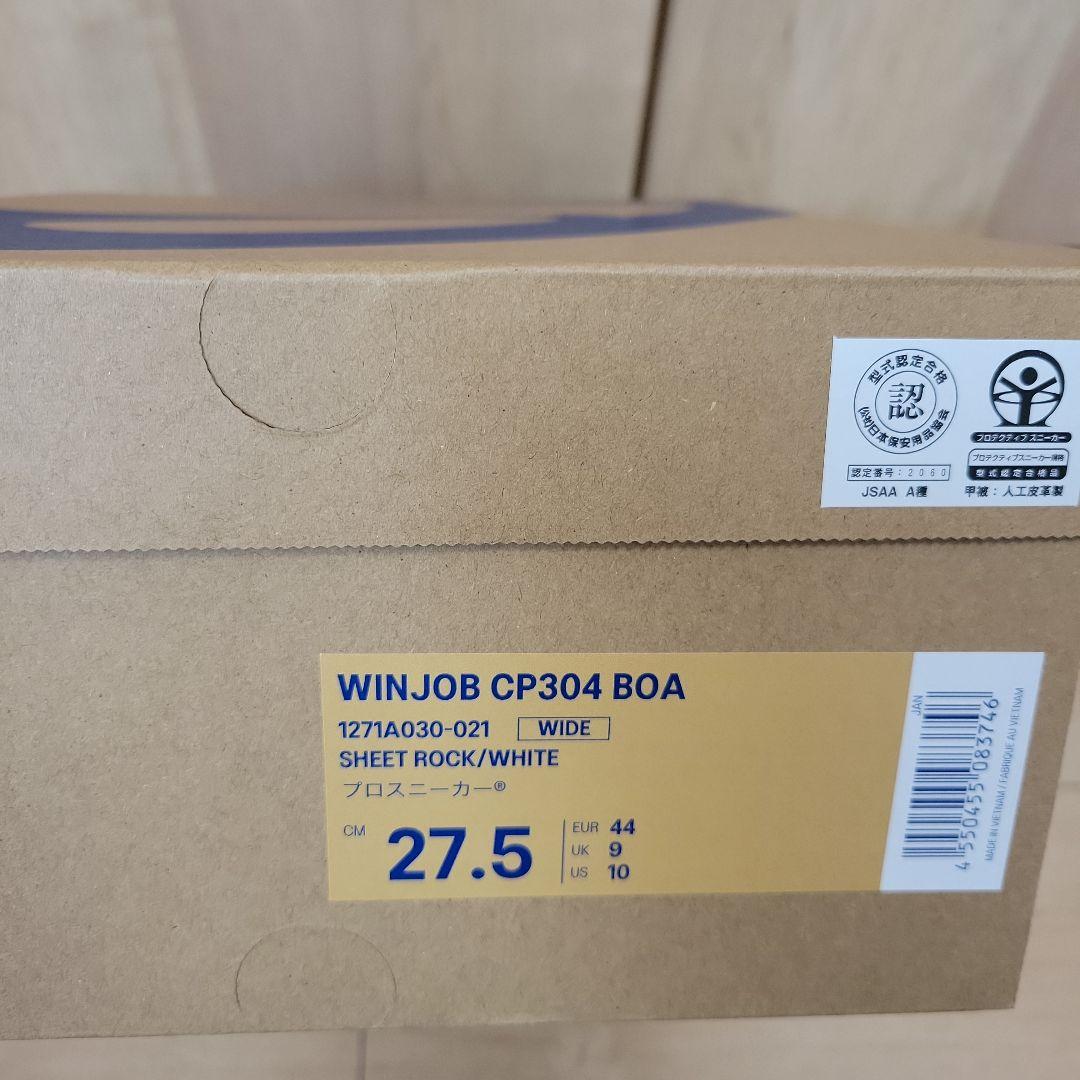 型式認定合格
認
(公社)日本保安用品協会
認定番号：2060
JSAA A種
プロテクティブ スニーカー
プロテクティブスニーカー規格
型式認定合格品
甲被：人工皮革製
WINJOB CP304 BOA
1271A030-021 WIDE
SHEET ROCK/WHITE
プロスニーカー®
CM 27.5
EUR 44
UK 9
US 10
JAN
4 550455 083746
MADE IN VIETNAM / FABRIQUE AU VIETNAM